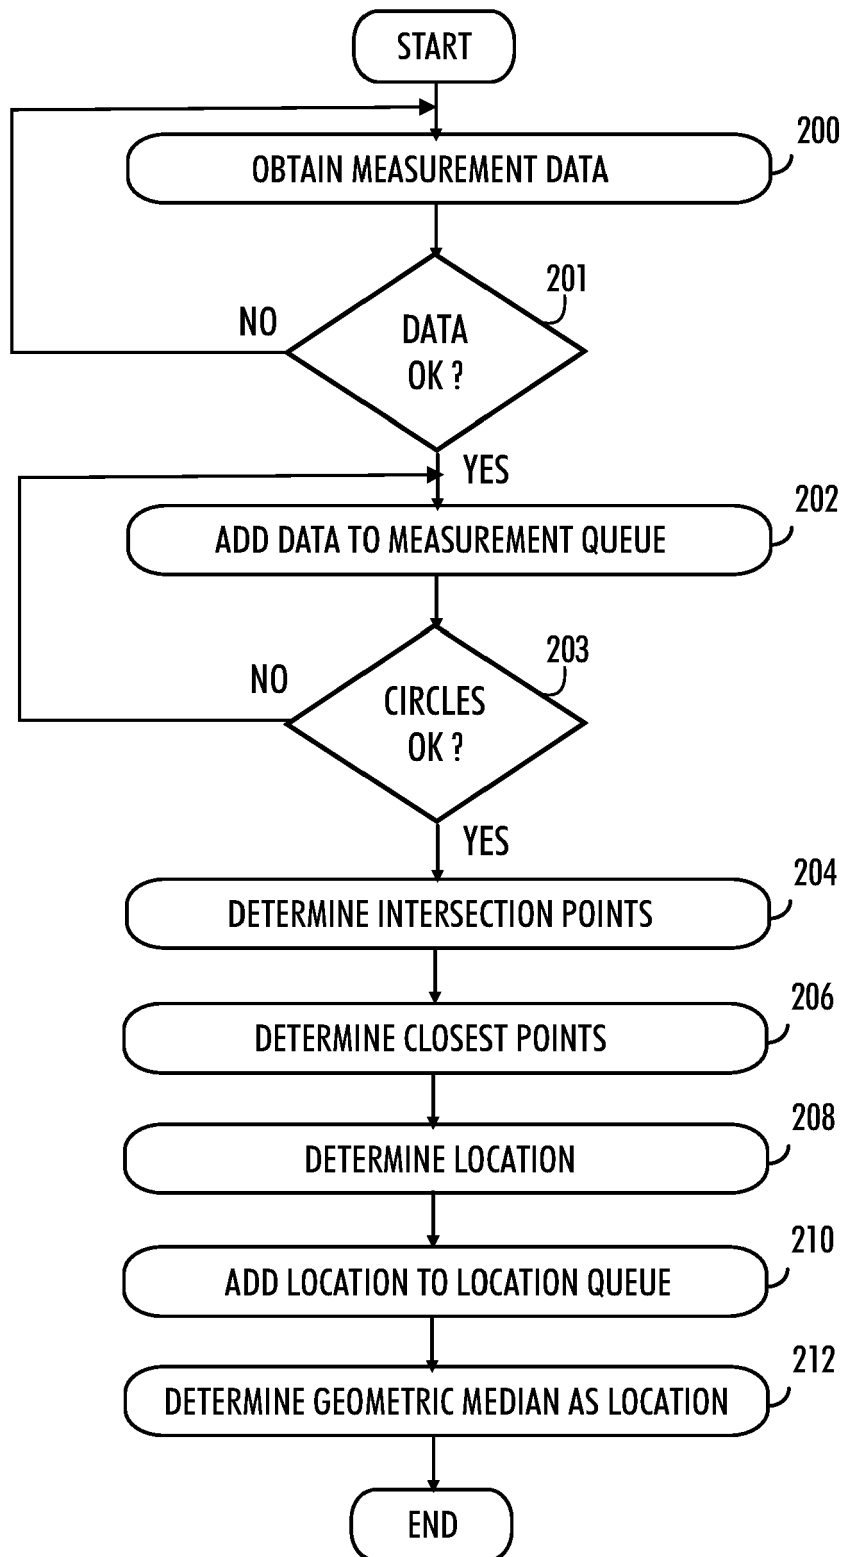 START
200
OBTAIN MEASUREMENT DATA
201
NO
DATA
OK ?
YES
202
ADD DATA TO MEASUREMENT QUEUE
203
NO
CIRCLES
OK ?
YES
204
DETERMINE INTERSECTION POINTS
206
DETERMINE CLOSEST POINTS
208
DETERMINE LOCATION
210
ADD LOCATION TO LOCATION QUEUE
212
DETERMINE GEOMETRIC MEDIAN AS LOCATION
END